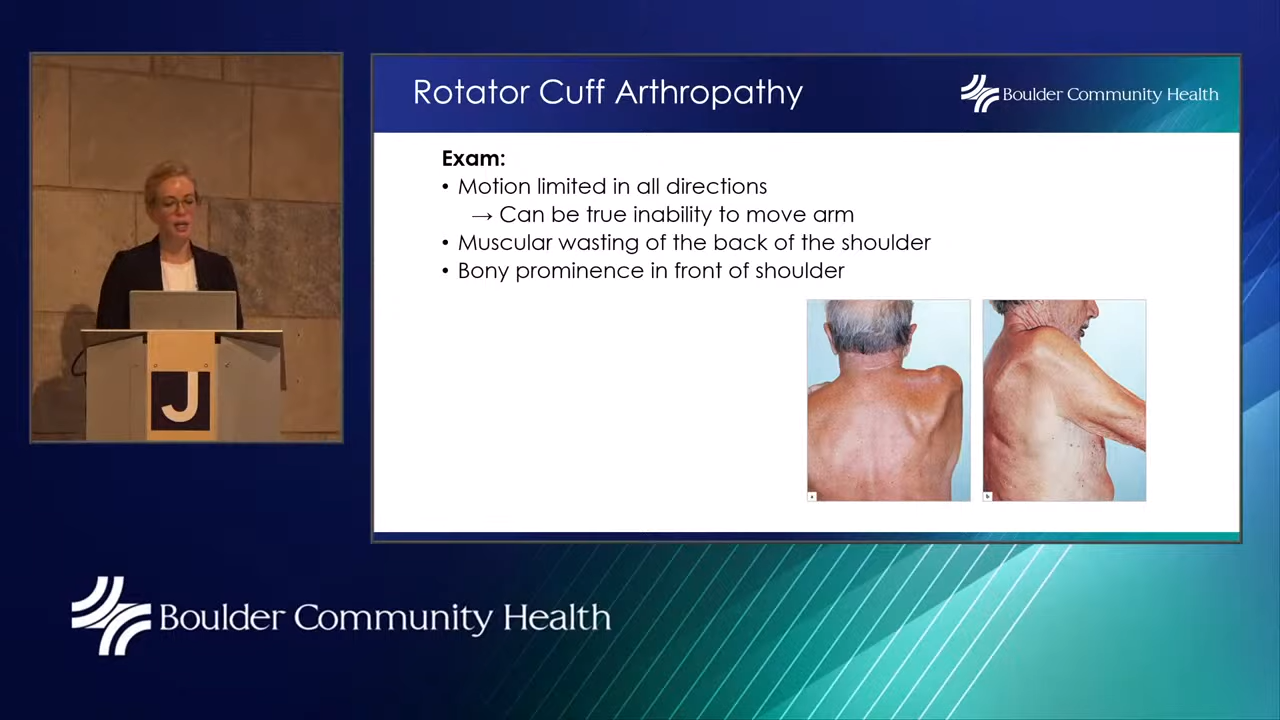 Rotator Cuff Arthropathy
Boulder Community Health
Exam:
• Motion limited in all directions
→ Can be true inability to move arm
• Muscular wasting of the back of the shoulder
• Bony prominence in front of shoulder
a
b
J
Boulder Community Health